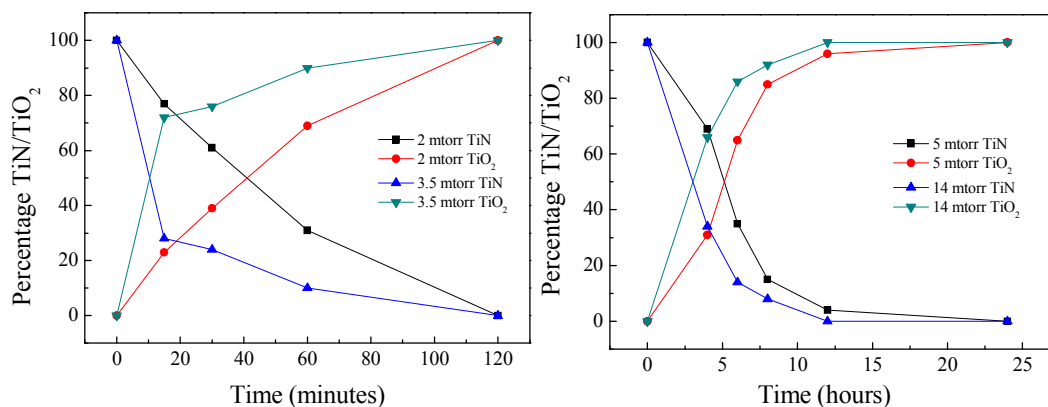 Percentage TiN/TiO₂
100
80
60
40
20
0
0 20 40 60 80 100 120
Time (minutes)
2 mtorr TiN
2 mtorr TiO₂
3.5 mtorr TiN
3.5 mtorr TiO₂
Percentage TiN/TiO₂
100
80
60
40
20
0
0 5 10 15 20 25
Time (hours)
5 mtorr TiN
5 mtorr TiO₂
14 mtorr TiN
14 mtorr TiO₂